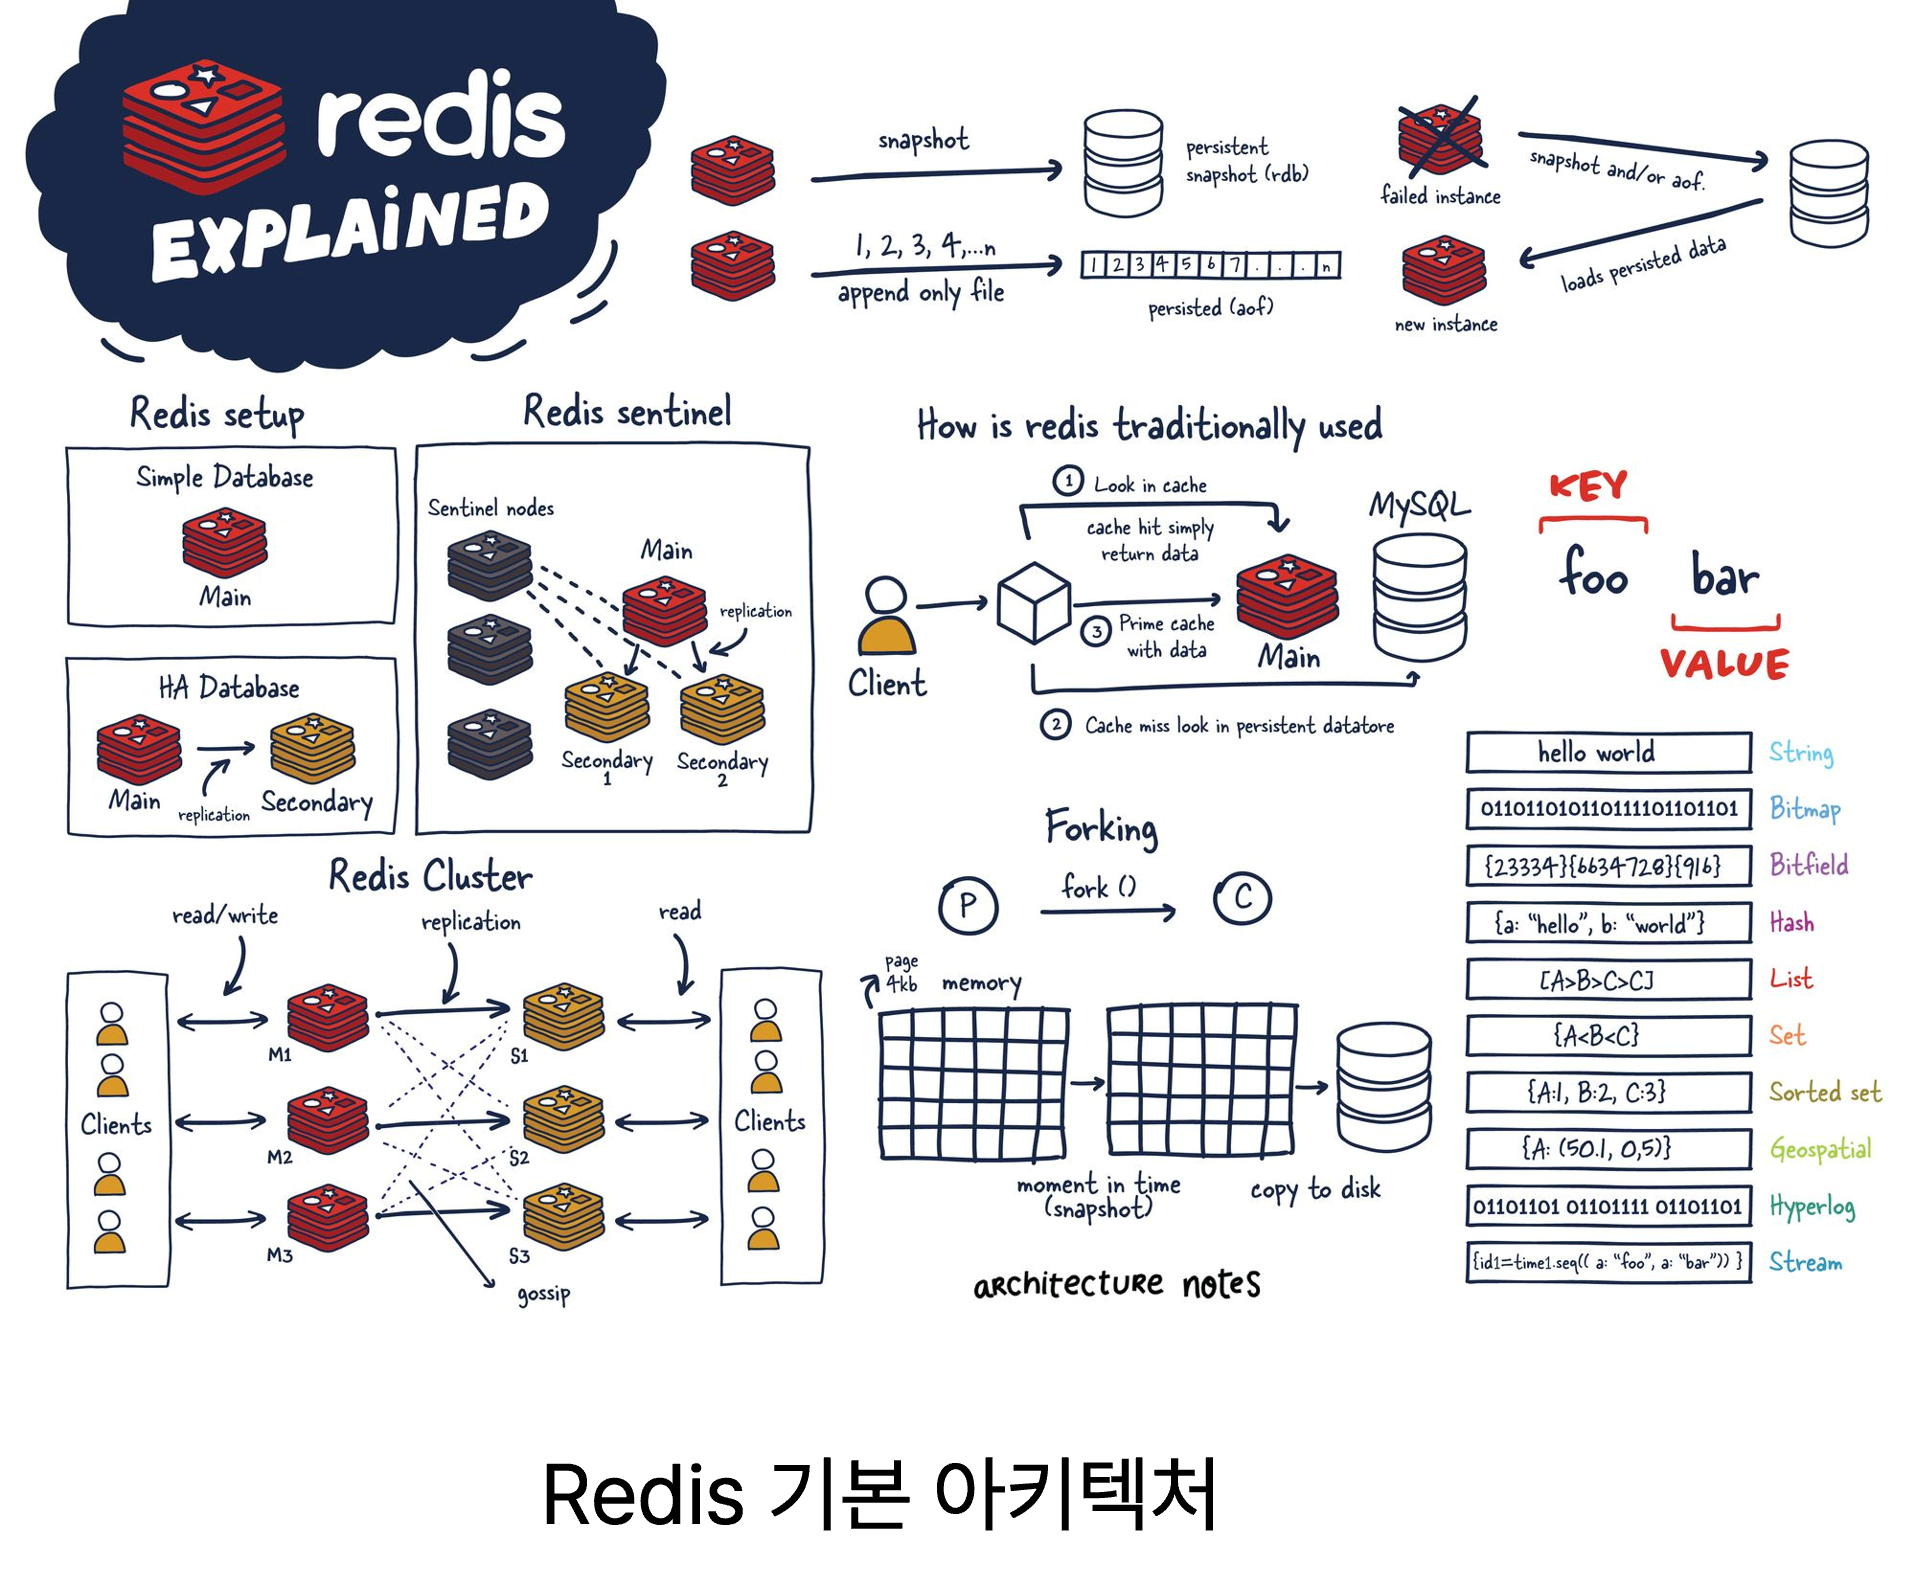 redis
EXPLAiNED
snapshot
persistent
snapshot (rdb)
1, 2, 3, 4,...n
append only file
1 2 3 4 5 6 7 . . . n
persisted (aof)
failed instance
snapshot and/or aof.
loads persisted data
new instance
Redis setup
Simple Database
Main
HA Database
Main
replication
Secondary
Redis sentinel
Sentinel nodes
Main
replication
Secondary
1
Secondary
2
How is redis traditionally used
1 Look in cache
cache hit simply
return data
MySQL
Client
3 Prime cache
with data
Main
2 Cache miss look in persistent datatore
KEY
foo bar
VALUE
Redis Cluster
read/write
replication
read
Clients
M1
M2
M3
S1
S2
S3
Clients
gossip
Forking
P
fork ()
C
page
4kb
memory
moment in time
(snapshot)
copy to disk
hello world String
011011010110111101101101 Bitmap
{23334}{6634728}{916} Bitfield
{a: “hello”, b: “world”} Hash
[A>B>C>C] List
{A<B<C} Set
{A:1, B:2, C:3} Sorted set
{A: (50.1, 0,5)} Geospatial
01101101 01101111 01101101 Hyperlog
{id1=time1.seq(( a: “foo”, a: “bar”)) } Stream
architecture notes
Redis 기본 아키텍처